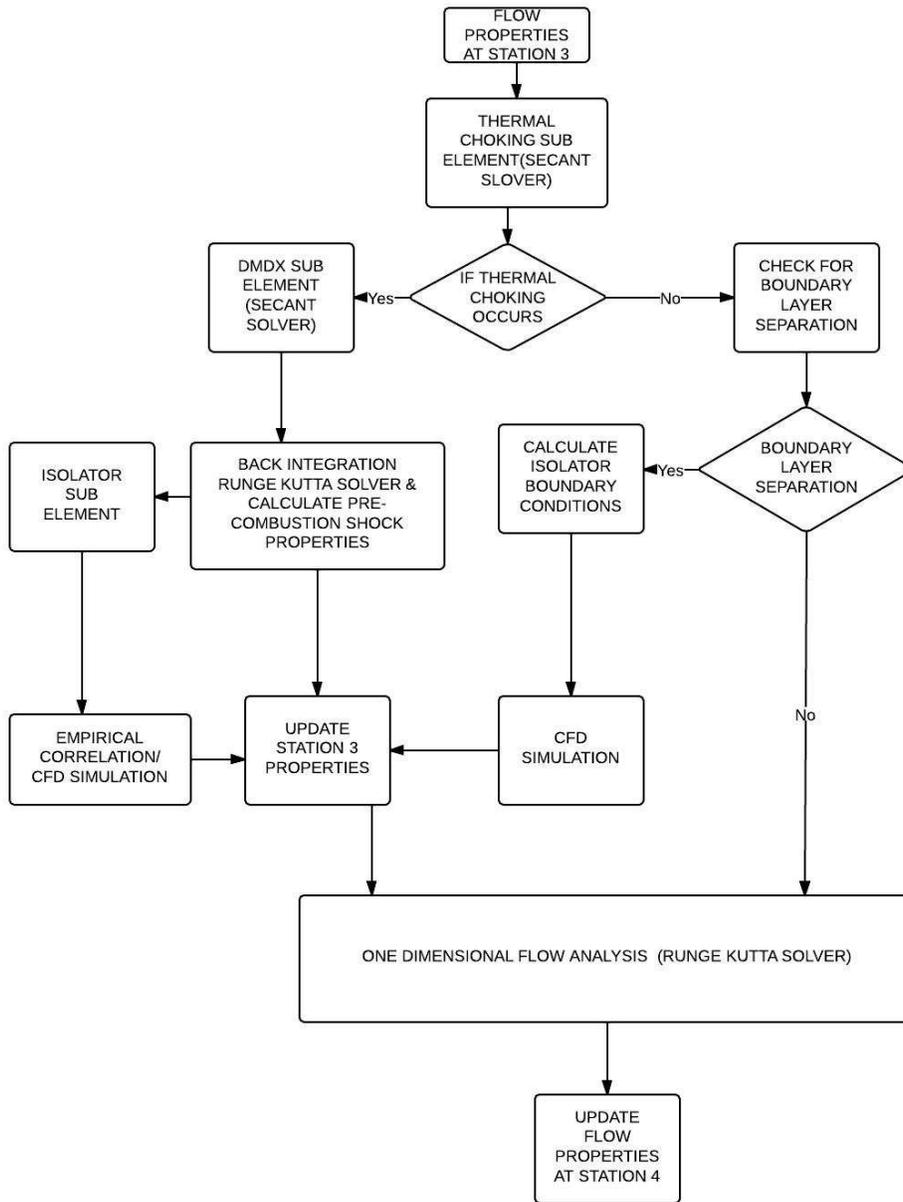 FLOW
PROPERTIES
AT STATION 3
THERMAL
CHOKING SUB
ELEMENT(SECANT
SLOVER)
DMDX SUB
ELEMENT
(SECANT
SOLVER)
Yes
IF THERMAL
CHOKING
OCCURS
No
CHECK FOR
BOUNDARY
LAYER
SEPARATION
ISOLATOR
SUB
ELEMENT
BACK INTEGRATION
RUNGE KUTTA SOLVER &
CALCULATE PRE-
COMBUSTION SHOCK
PROPERTIES
CALCULATE
ISOLATOR
BOUNDARY
CONDITIONS
Yes
BOUNDARY
LAYER
SEPARATION
EMPIRICAL
CORRELATION/
CFD SIMULATION
UPDATE
STATION 3
PROPERTIES
CFD
SIMULATION
No
ONE DIMENSIONAL FLOW ANALYSIS (RUNGE KUTTA SOLVER)
UPDATE
FLOW
PROPERTIES
AT STATION 4